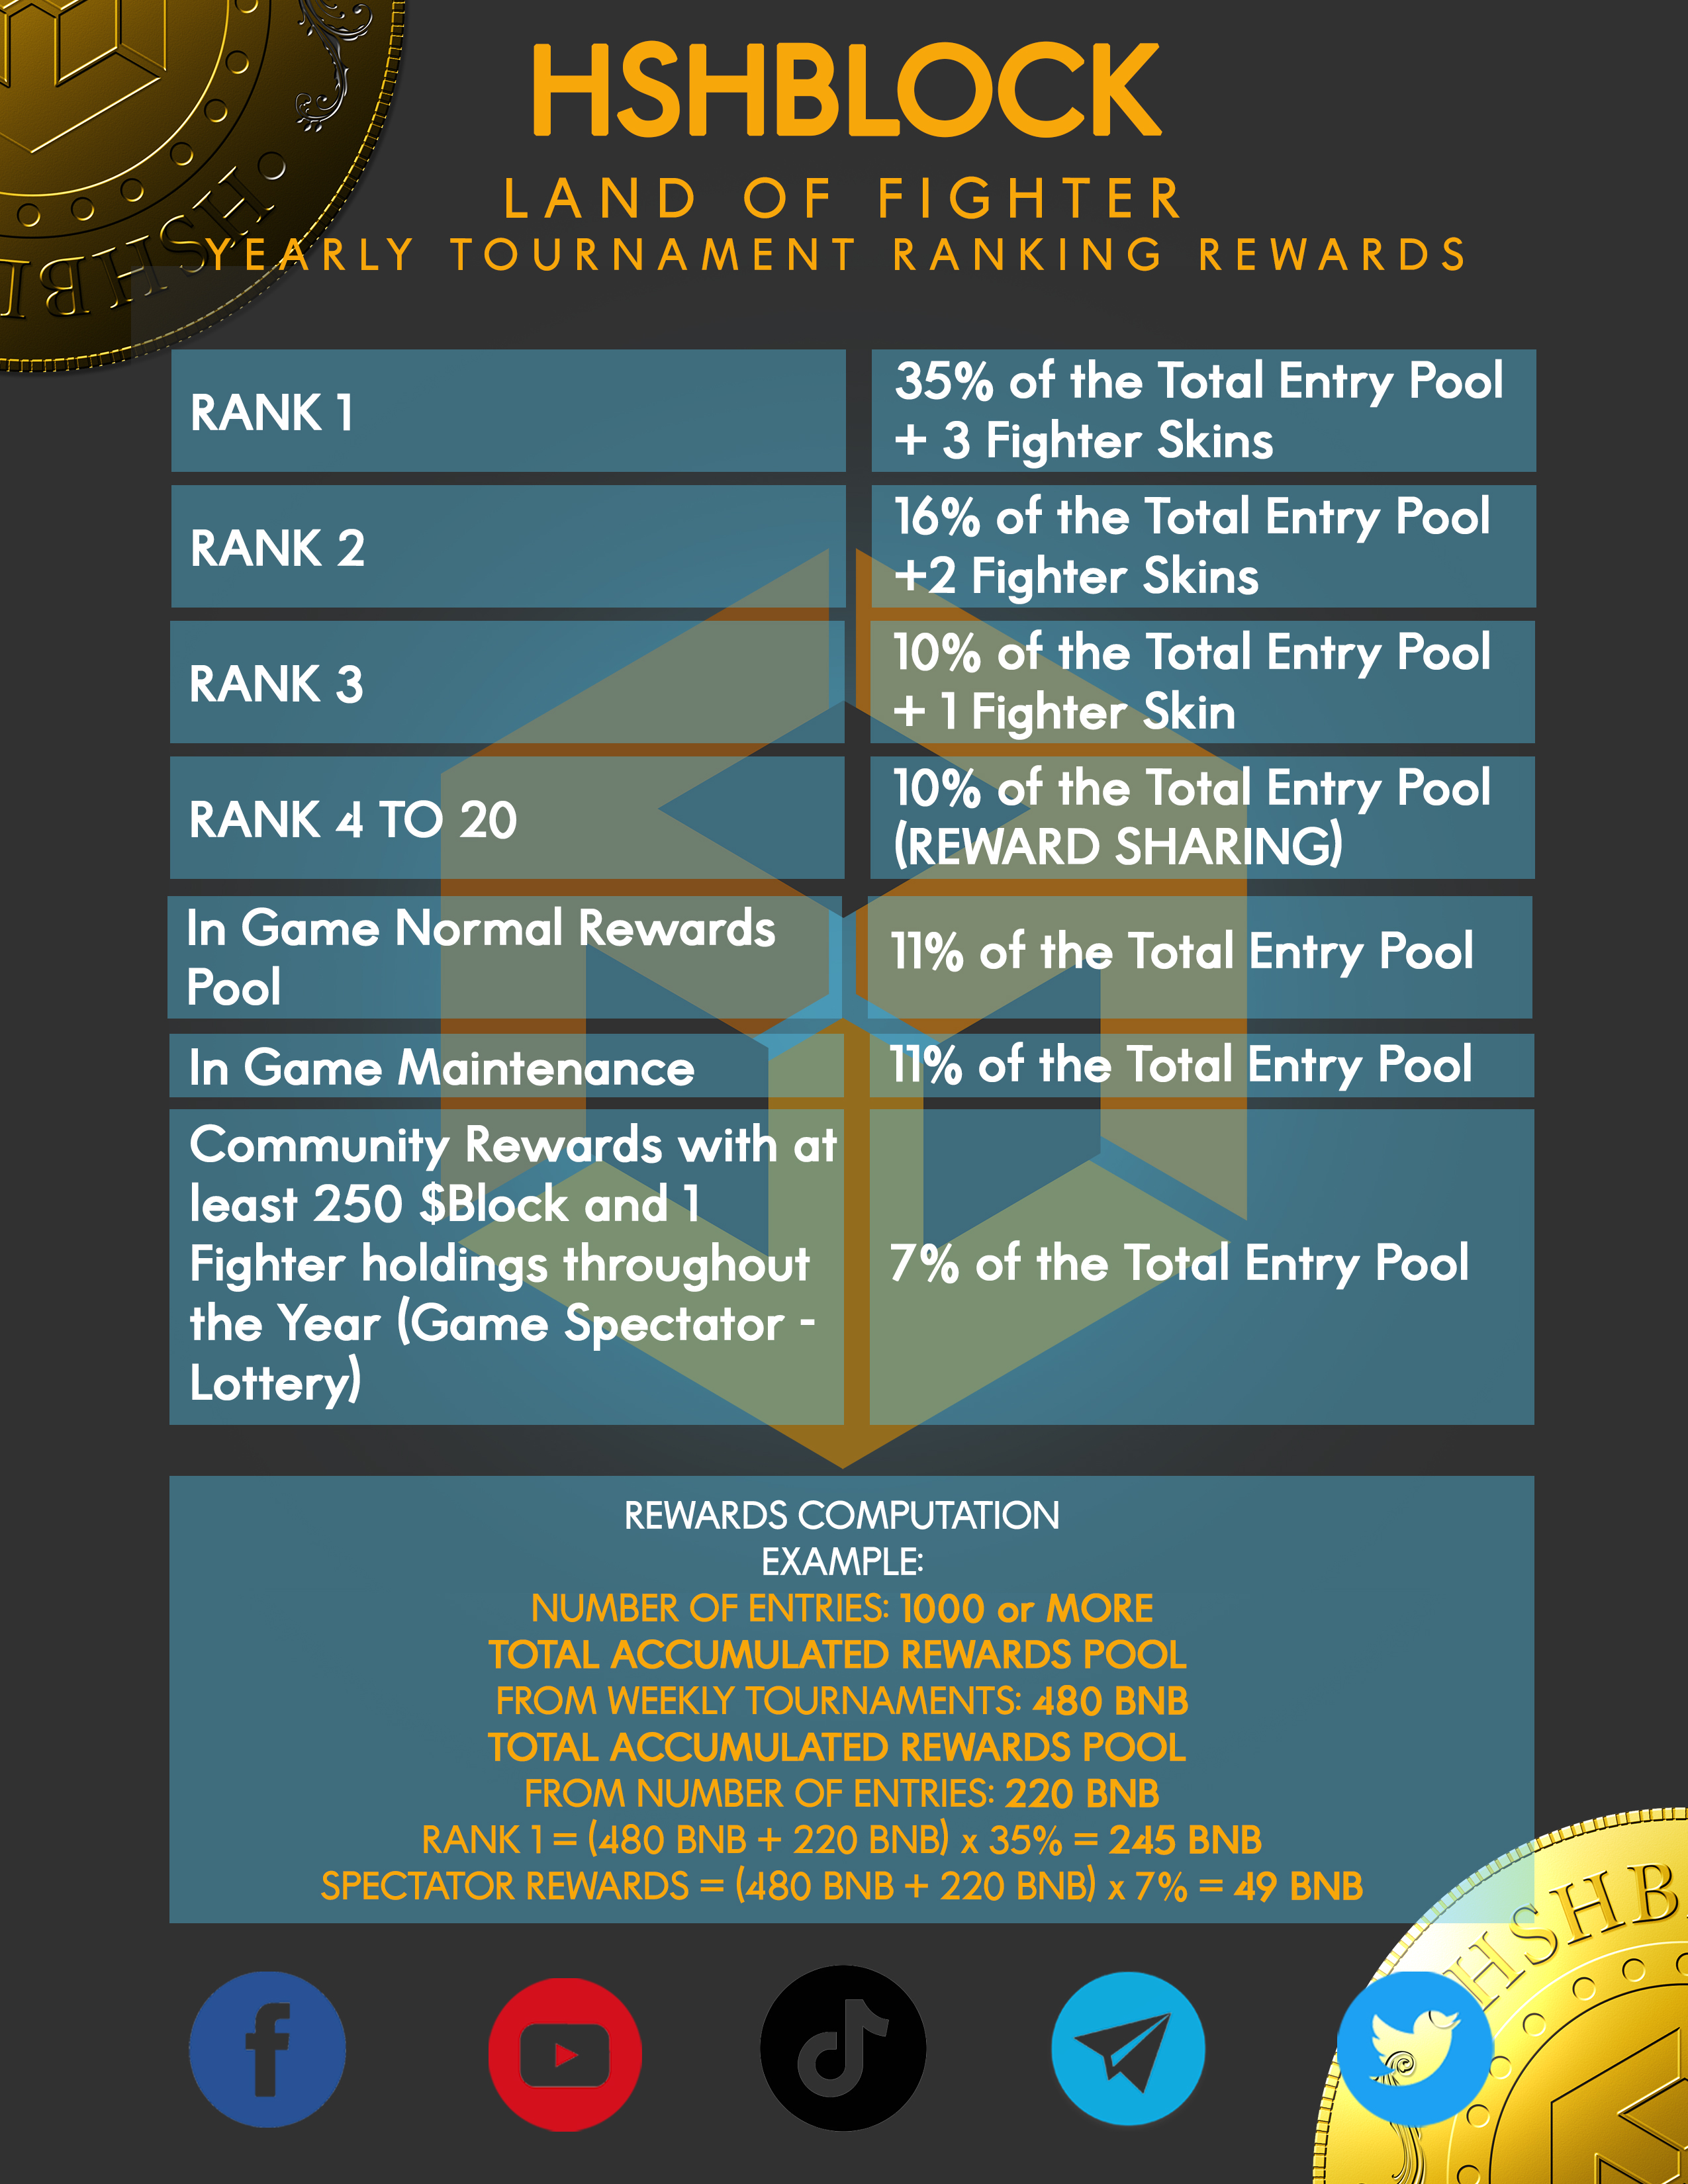 HSHBLOCK
LAND OF FIGHTER
YEARLY TOURNAMENT RANKING REWARDS
HSHBL
RANK 1
35% of the Total Entry Pool
+ 3 Fighter Skins
RANK 2
16% of the Total Entry Pool
+2 Fighter Skins
RANK 3
10% of the Total Entry Pool
+ 1 Fighter Skin
RANK 4 TO 20
10% of the Total Entry Pool
(REWARD SHARING)
In Game Normal Rewards
Pool
11% of the Total Entry Pool
In Game Maintenance
11% of the Total Entry Pool
Community Rewards with at
least 250 $Block and 1
Fighter holdings throughout
the Year (Game Spectator -
Lottery)
7% of the Total Entry Pool
REWARDS COMPUTATION
EXAMPLE:
NUMBER OF ENTRIES: 1000 or MORE
TOTAL ACCUMULATED REWARDS POOL
FROM WEEKLY TOURNAMENTS: 480 BNB
TOTAL ACCUMULATED REWARDS POOL
FROM NUMBER OF ENTRIES: 220 BNB
RANK 1 = (480 BNB + 220 BNB) x 35% = 245 BNB
SPECTATOR REWARDS = (480 BNB + 220 BNB) x 7% = 49 BNB
HSHB